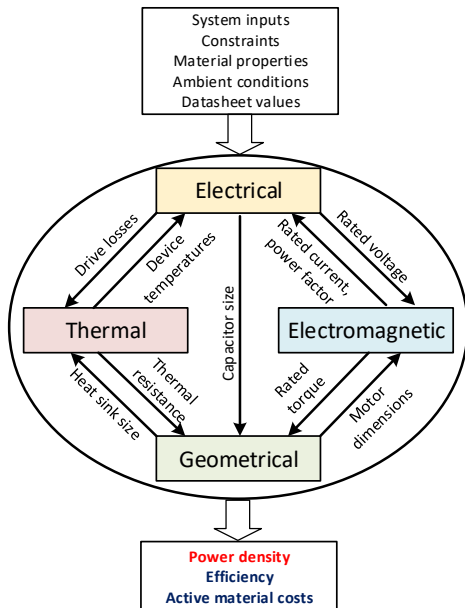 System inputs
Constraints
Material properties
Ambient conditions
Datasheet values
Electrical
Drive losses
Device
temperatures
Capacitor size
Rated current,
power factor
Rated voltage
Thermal
Electromagnetic
Heat sink size
Thermal
resistance
Rated
torque
Motor
dimensions
Geometrical
Power density
Efficiency
Active material costs